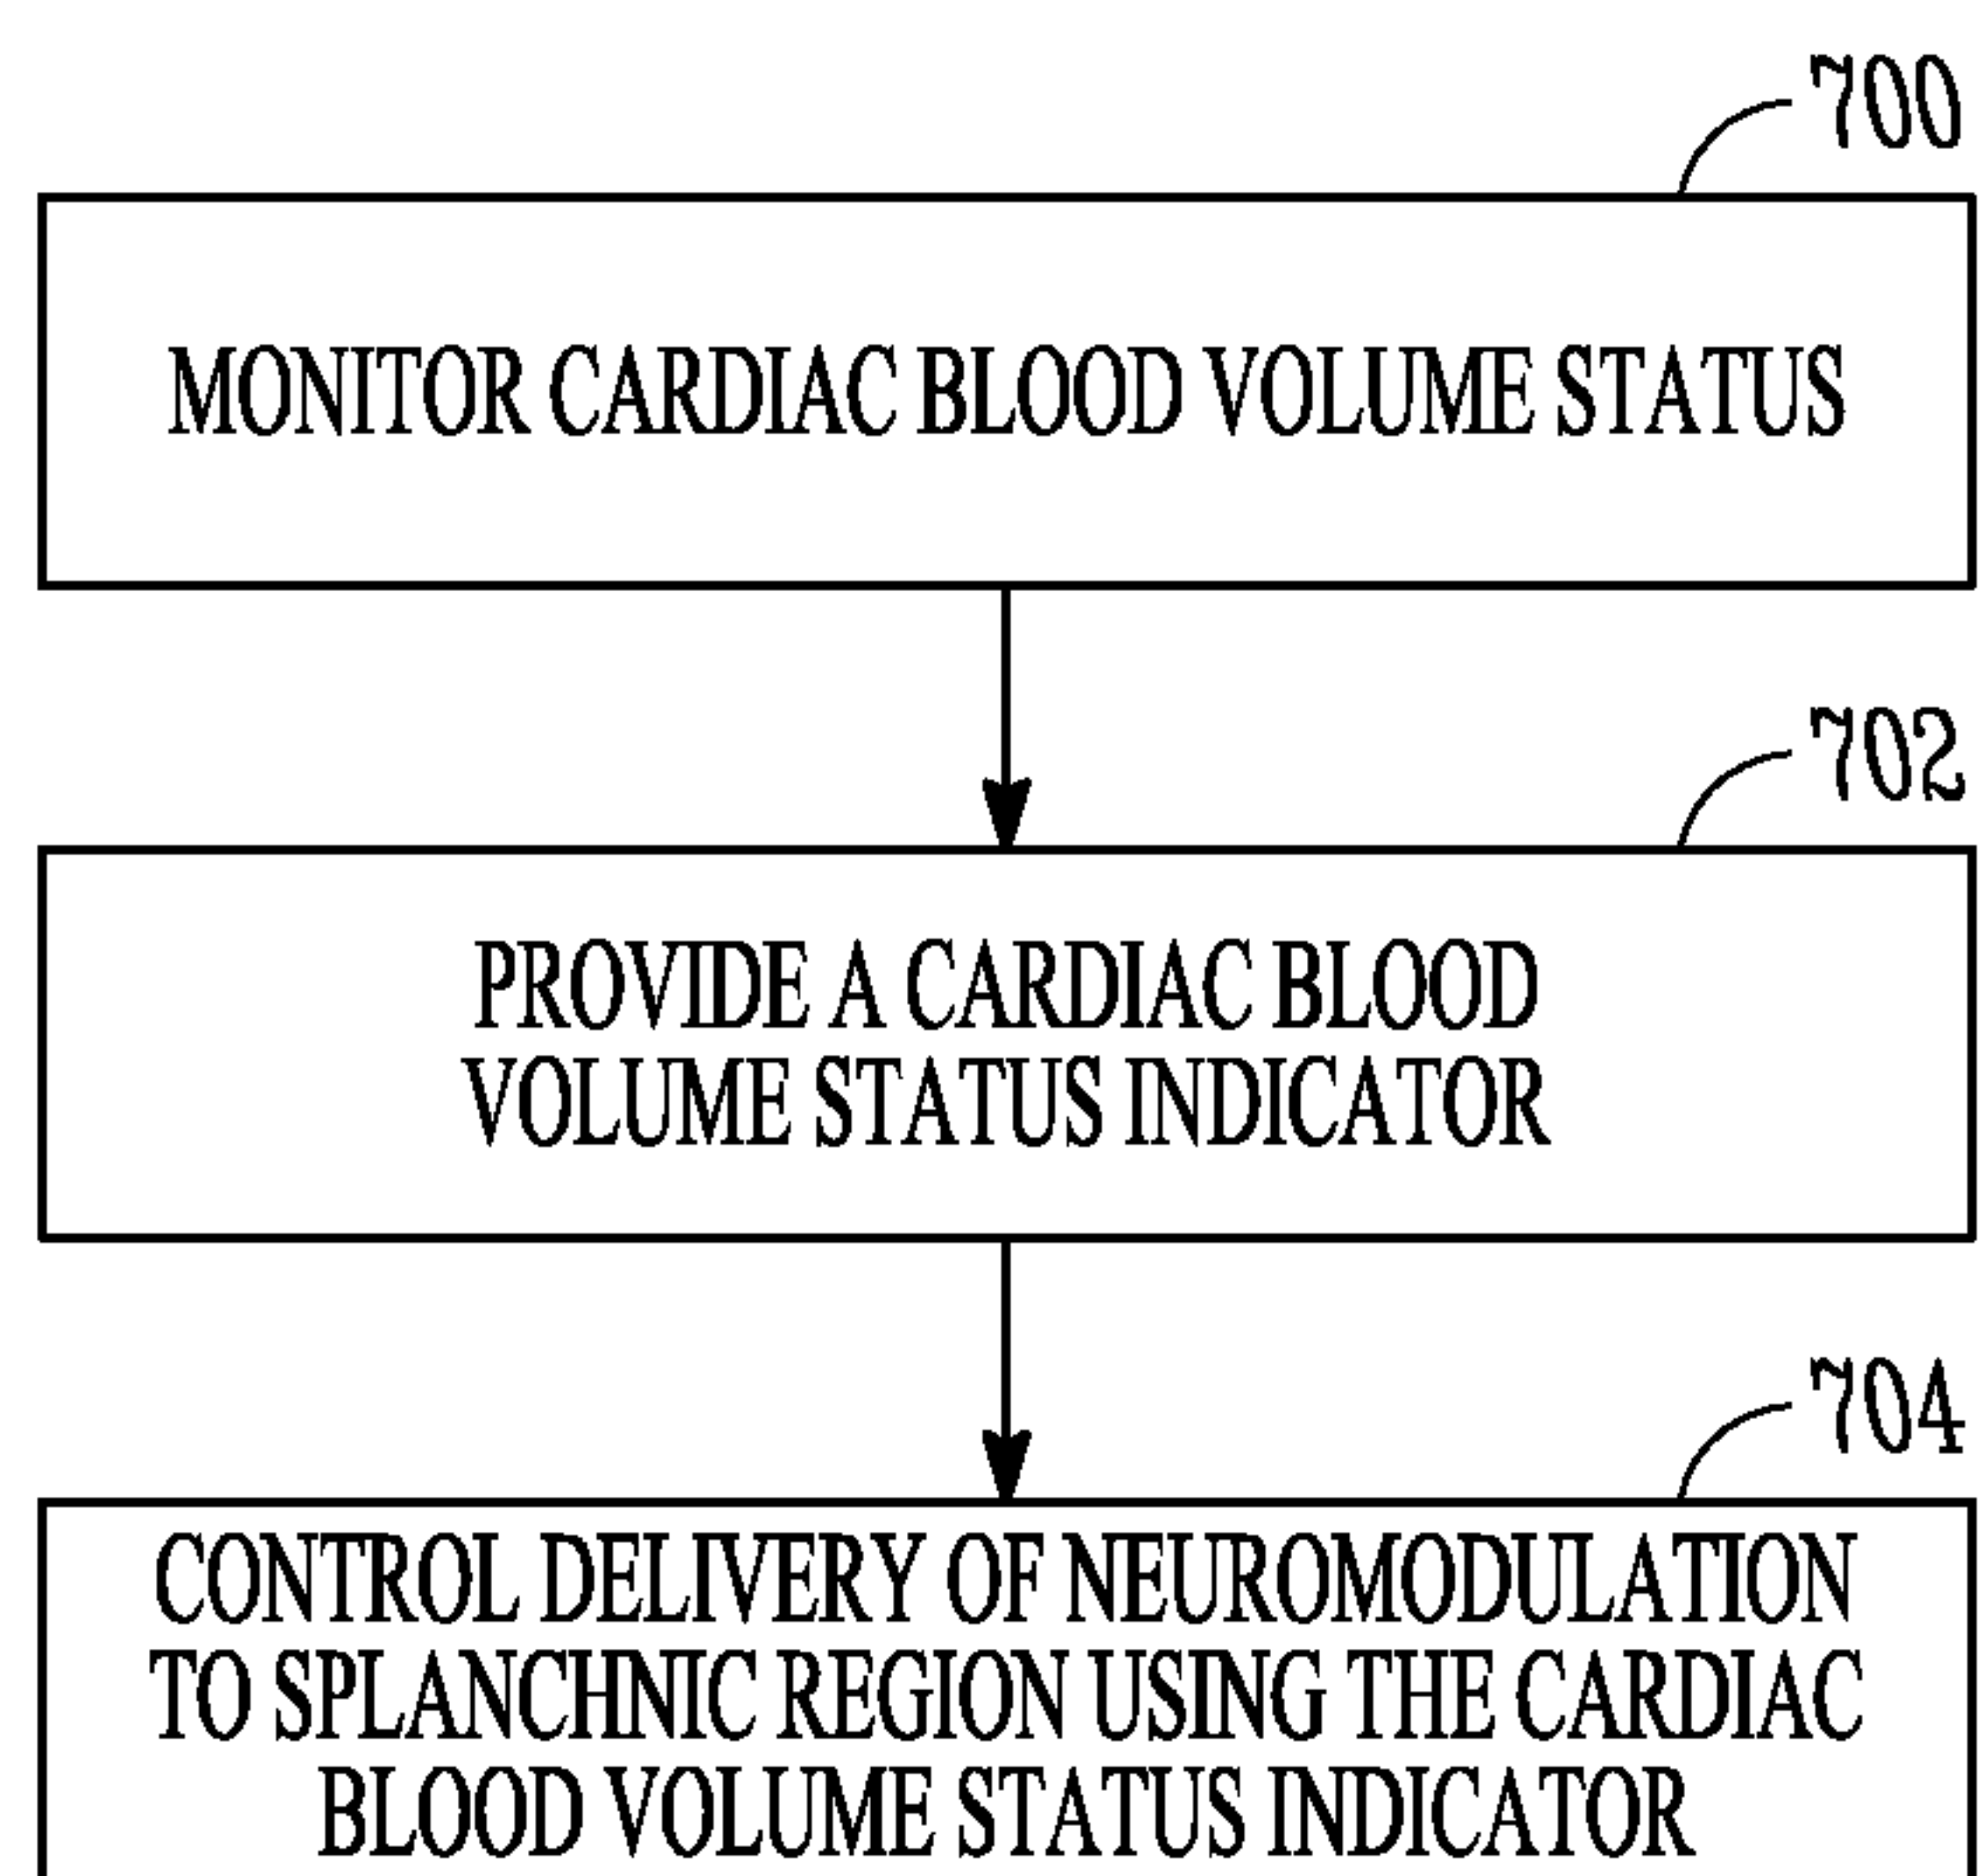 700
MONITOR CARDIAC BLOOD VOLUME STATUS
702
PROVIDE A CARDIAC BLOOD
VOLUME STATUS INDICATOR
704
CONTROL DELIVERY OF NEUROMODULATION
TO SPLANCHNIC REGION USING THE CARDIAC
BLOOD VOLUME STATUS INDICATOR